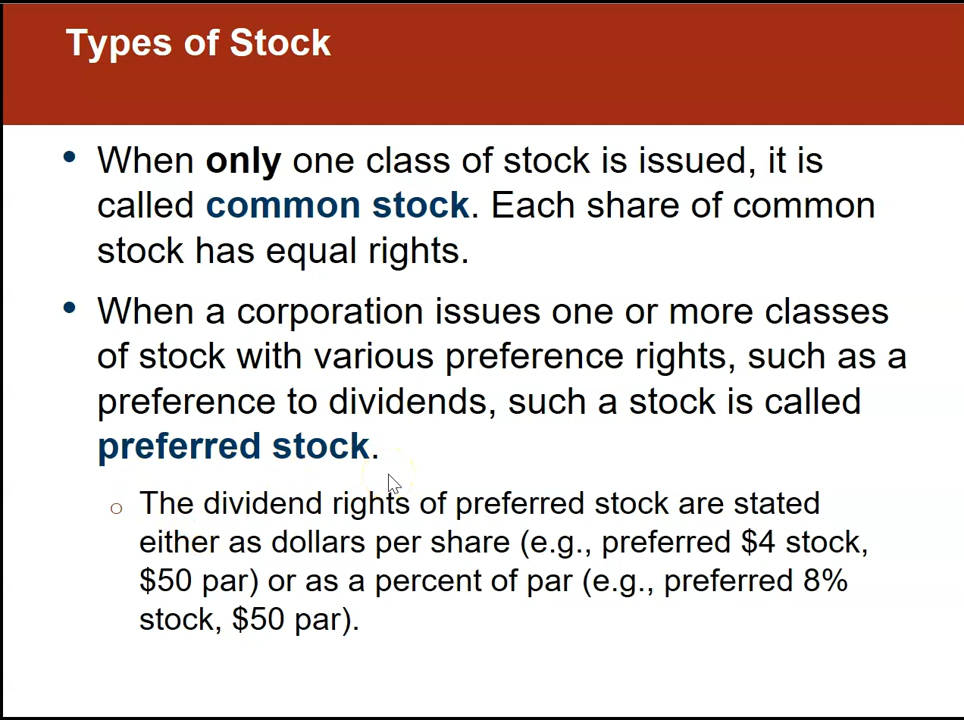 Types of Stock
• When only one class of stock is issued, it is
called common stock. Each share of common
stock has equal rights.
• When a corporation issues one or more classes
of stock with various preference rights, such as a
preference to dividends, such a stock is called
preferred stock.
o The dividend rights of preferred stock are stated
either as dollars per share (e.g., preferred $4 stock,
$50 par) or as a percent of par (e.g., preferred 8%
stock, $50 par).